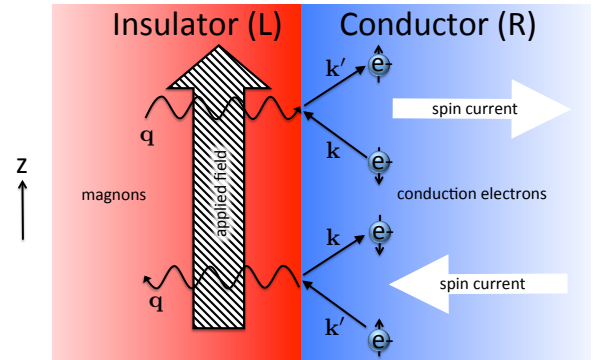 Insulator (L)
Conductor (R)
k′
e-
spin current
q
k
e-
z
magnons
applied field
conduction electrons
k
e-
q
spin current
k′
e-